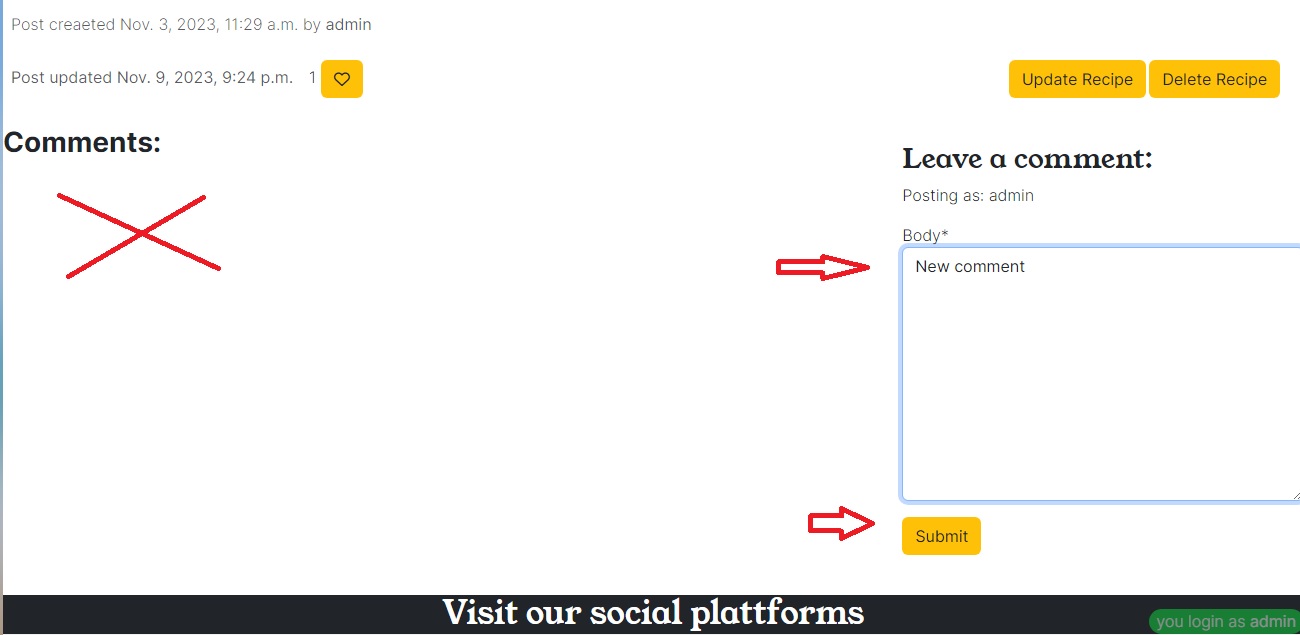 Post creaeted Nov. 3, 2023, 11:29 a.m. by admin
Post updated Nov. 9, 2023, 9:24 p.m. 1
Update Recipe Delete Recipe
Comments:
Leave a comment:
Posting as: admin
Body*
New comment
Submit
Visit our social plattforms
you login as admin